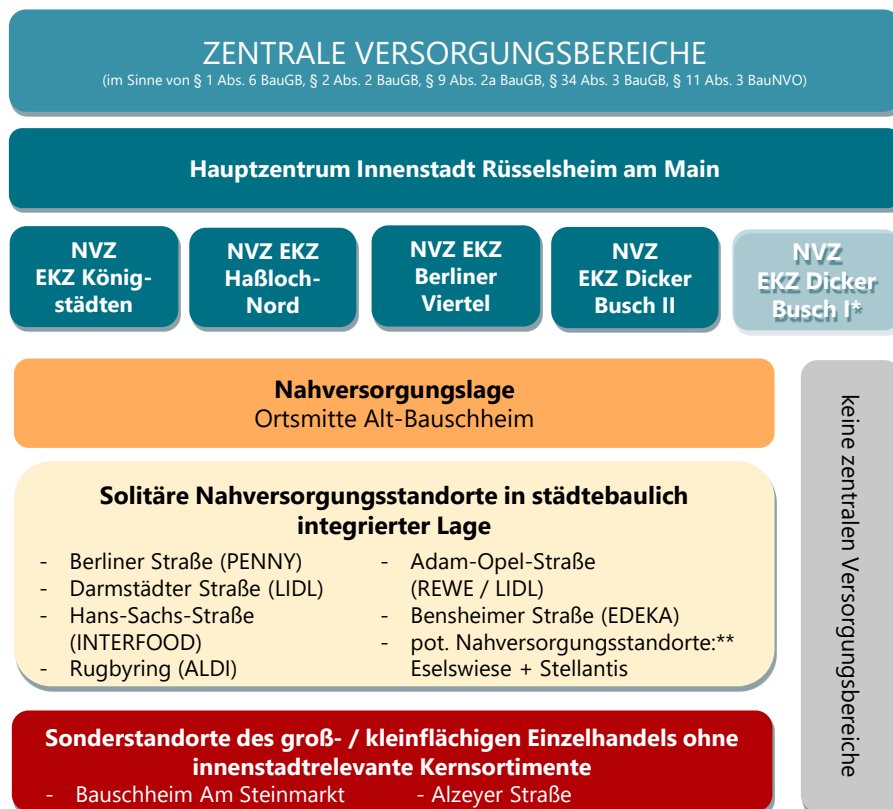 ZENTRALE VERSORGUNGSBEREICHE
(im Sinne von § 1 Abs. 6 BauGB, § 2 Abs. 2 BauGB, § 9 Abs. 2a BauGB, § 34 Abs. 3 BauGB, § 11 Abs. 3 BauNVO)
Hauptzentrum Innenstadt Rüsselsheim am Main
NVZ
EKZ König-
städten
NVZ EKZ
Haßloch-
Nord
NVZ EKZ
Berliner
Viertel
NVZ
EKZ Dicker
Busch II
NVZ
EKZ Dicker
Busch I*
Nahversorgungslage
Ortsmitte Alt-Bauschheim
Solitäre Nahversorgungsstandorte in städtebaulich
integrierter Lage
- Berliner Straße (PENNY)
- Darmstädter Straße (LIDL)
- Hans-Sachs-Straße
(INTERFOOD)
- Rugbyring (ALDI)
- Adam-Opel-Straße
(REWE / LIDL)
- Bensheimer Straße (EDEKA)
- pot. Nahversorgungsstandorte:**
Eselswiese + Stellantis
Sonderstandorte des groß- / kleinflächigen Einzelhandels ohne
innenstadtrelevante Kernsortimente
- Bauschheim Am Steinmarkt
- Alzeyer Straße
keine zentralen Versorgungsbereiche